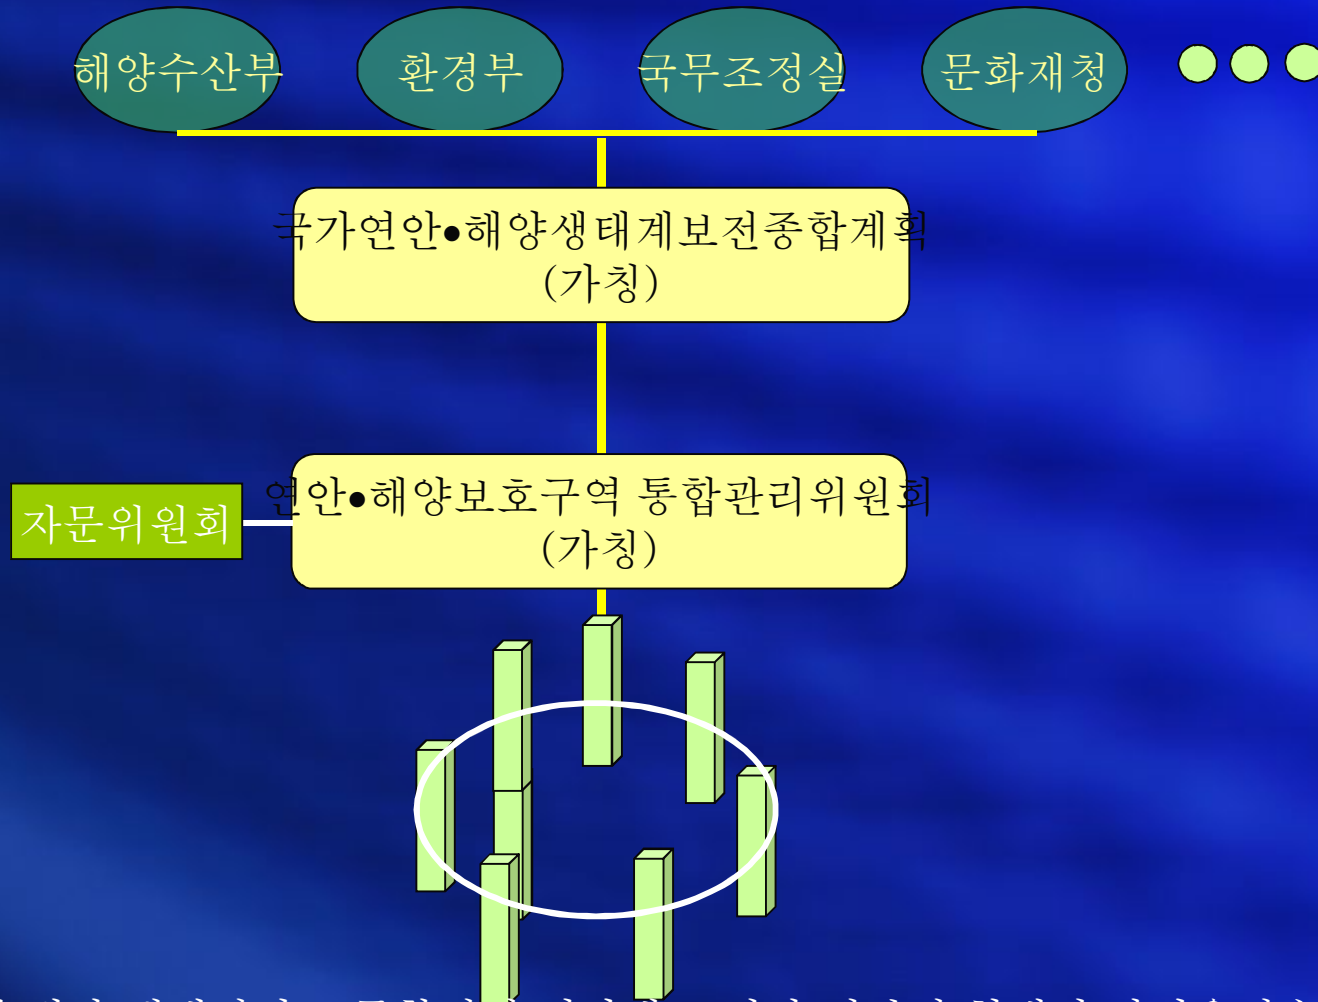 해양수산부 환경부 국무조정실 문화재청
국가연안•해양생태계보전종합계획
(가칭)
연안•해양보호구역 통합관리위원회
(가칭)
자문위원회